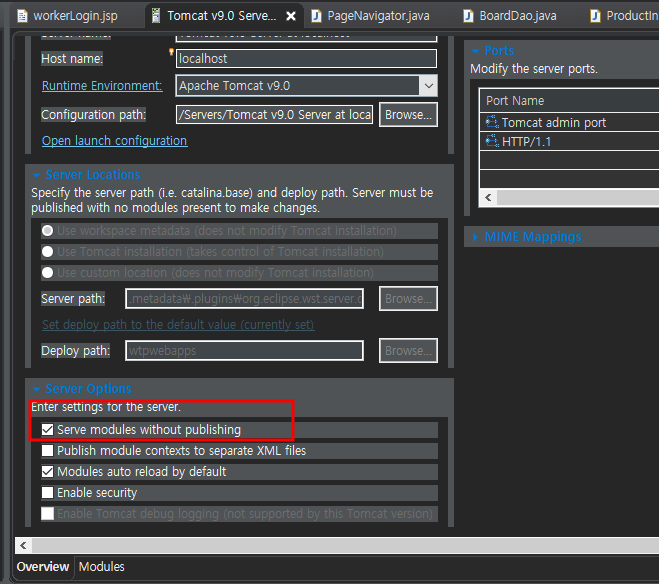 workerLogin.jsp
Tomcat v9.0 Serve...
PageNavigator.java
BoardDao.java
ProductIn
Host name:
localhost
Runtime Environment:
Apache Tomcat v9.0
Configuration path:
/Servers/Tomcat v9.0 Server at loca
Browse...
Open launch configuration
Server Locations
Specify the server path (i.e. catalina.base) and deploy path. Server must be
published with no modules present to make changes.
Use workspace metadata (does not modify Tomcat installation)
Use Tomcat installation (takes control of Tomcat installation)
Use custom location (does not modify Tomcat installation)
Server path:
.metadata₩.plugins₩org.eclipse.wst.server.c
Browse...
Set deploy path to the default value (currently set)
Deploy path:
wtpwebapps
Browse...
Server Options
Enter settings for the server.
Serve modules without publishing
Publish module contexts to separate XML files
Modules auto reload by default
Enable security
Enable Tomcat debug logging (not supported by this Tomcat version)
Ports
Modify the server ports.
Port Name
Tomcat admin port
HTTP/1.1
MIME Mappings
Overview
Modules